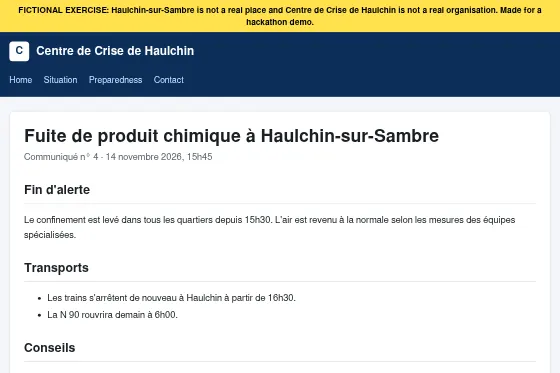 FICTIONAL EXERCISE: Haulchin-sur-Sambre is not a real place and Centre de Crise de Haulchin is not a real organisation. Made for a
hackathon demo.
C Centre de Crise de Haulchin
Home Situation Preparedness Contact
Fuite de produit chimique à Haulchin-sur-Sambre
Communiqué n° 4 · 14 novembre 2026, 15h45
Fin d'alerte
Le confinement est levé dans tous les quartiers depuis 15h30. L'air est revenu à la normale selon les mesures des équipes
spécialisées.
Transports
• Les trains s'arrêtent de nouveau à Haulchin à partir de 16h30.
• La N 90 rouvrira demain à 6h00.
Conseils